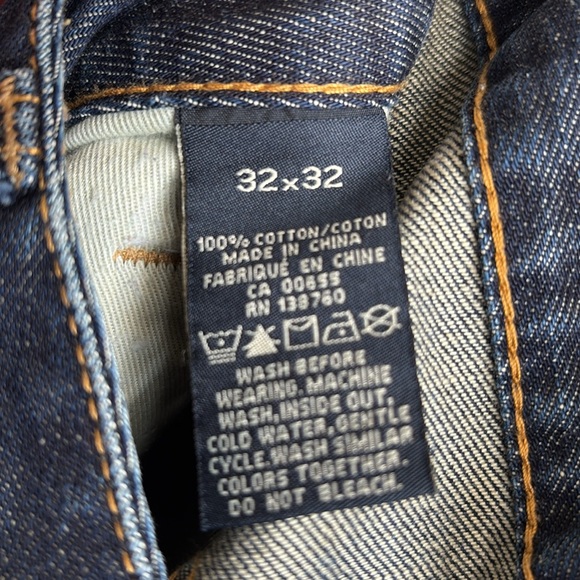 32x32
100% COTTON/COTON
MADE IN CHINA
FABRIQUÉ EN CHINE
CA 00655
RN 138760
WASH BEFORE
WEARING. MACHINE
WASH, INSIDE OUT,
COLD WATER, GENTLE
CYCLE. WASH SIMILAR
COLORS TOGETHER.
DO NOT BLEACH.